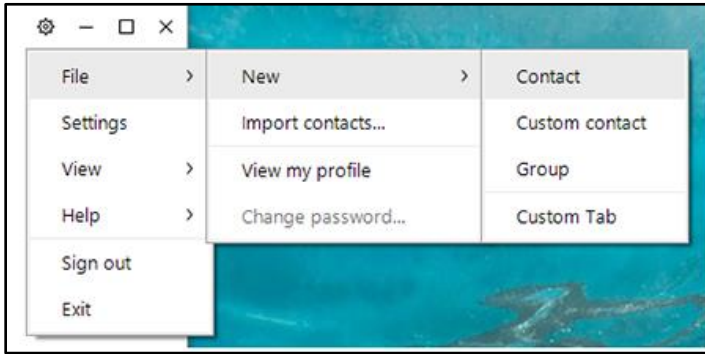 File
Settings
View
Help
Sign out
Exit
New
Import contacts...
View my profile
Change password...
Contact
Custom contact
Group
Custom Tab